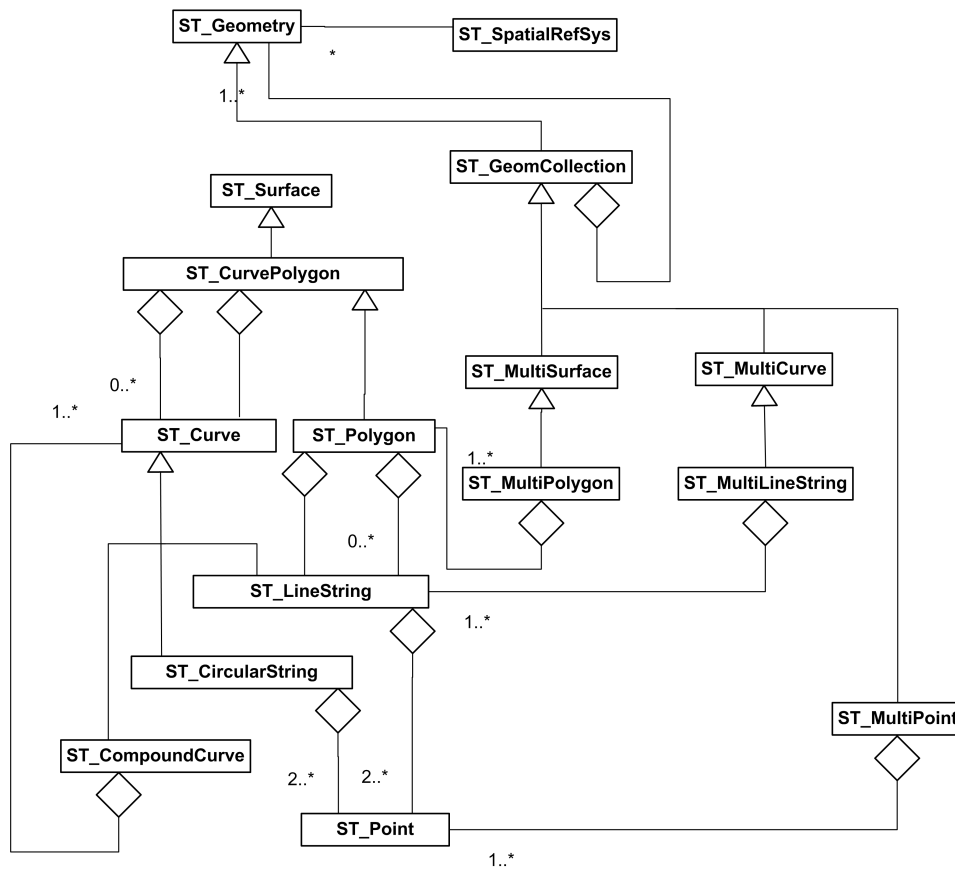 ST_Geometry
ST_SpatialRefSys
*
1..*
ST_GeomCollection
ST_Surface
ST_CurvePolygon
ST_MultiSurface
ST_MultiCurve
0..*
1..*
ST_Curve
ST_Polygon
1..*
ST_MultiPolygon
ST_MultiLineString
0..*
ST_LineString
1..*
ST_CircularString
ST_MultiPoint
ST_CompoundCurve
2..*
2..*
ST_Point
1..*